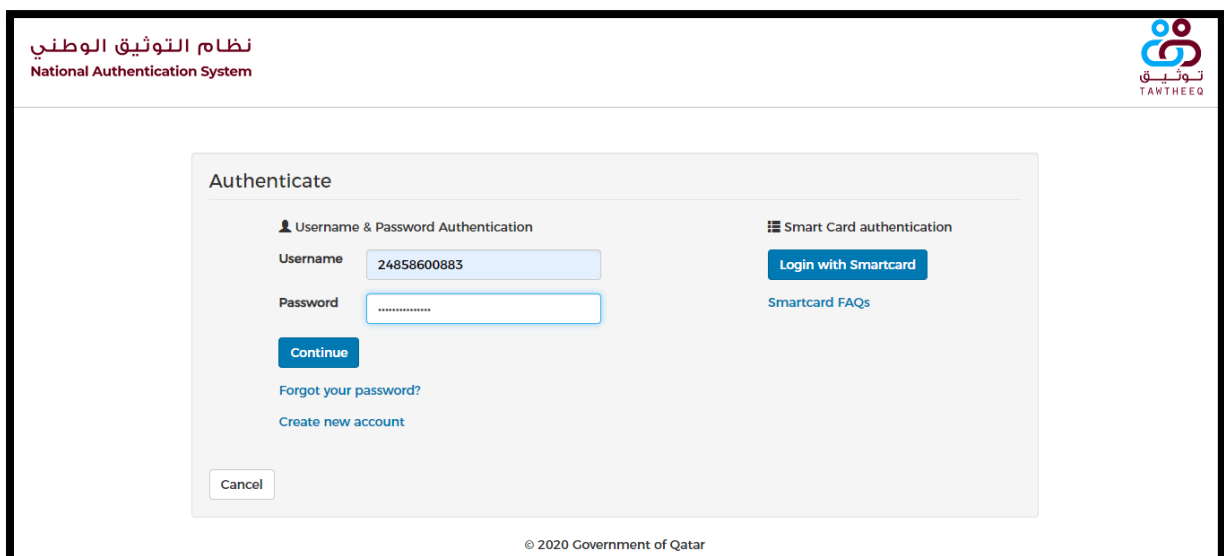 نظام التوثيق الوطني
National Authentication System
توثيق
TAWTHEEQ
Authenticate
Username & Password Authentication
Username
24858600883
Password
Continue
Forgot your password?
Create new account
Smart Card authentication
Login with Smartcard
Smartcard FAQs
Cancel
© 2020 Government of Qatar